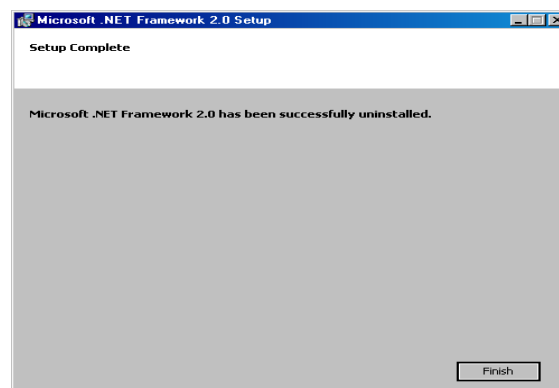 Microsoft .NET Framework 2.0 Setup
Setup Complete
Microsoft .NET Framework 2.0 has been successfully uninstalled.
Finish